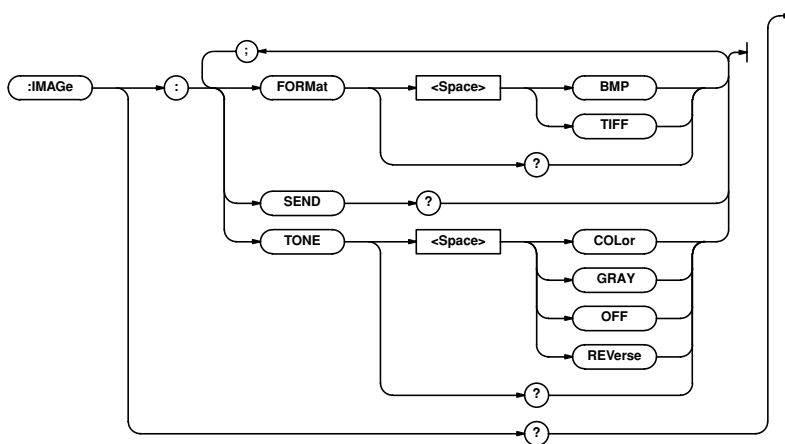 ;
:IMAGe : FORMat <Space> BMP
TIFF
?
SEND ?
TONE <Space> COLor
GRAY
OFF
REVerse
?
?